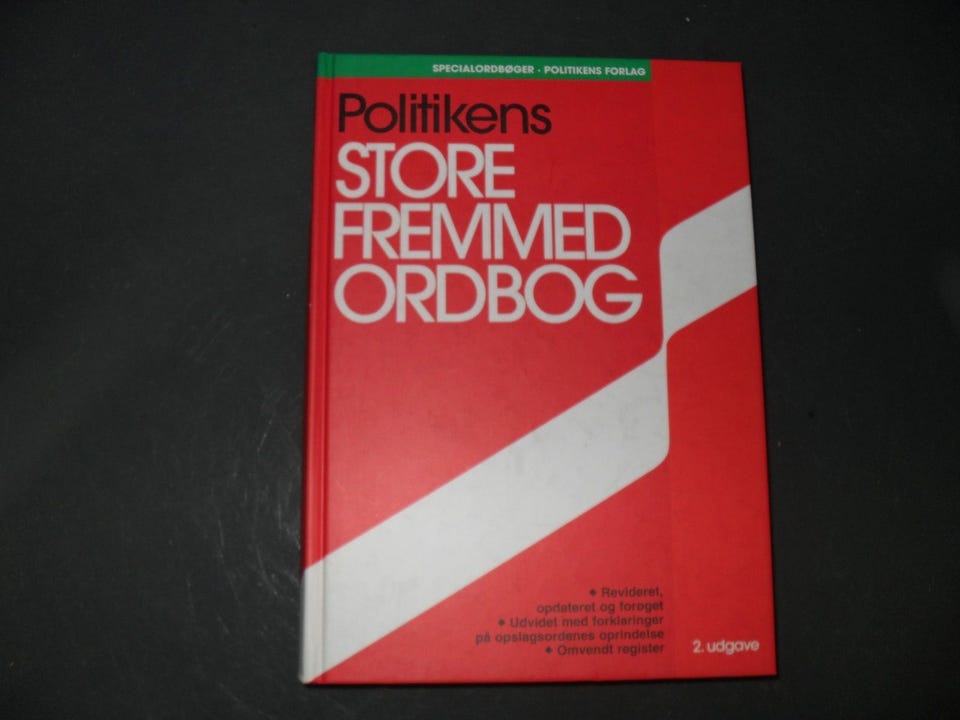 SPECIALORDBØGER · POLITIKENS FORLAG
Politikens
STORE
FREMMED
ORDBOG
◆ Revideret,
opdateret og forøget
◆ Udvidet med forklaringer
på opslagsordenes oprindelse
◆ Omvendt register
2. udgave